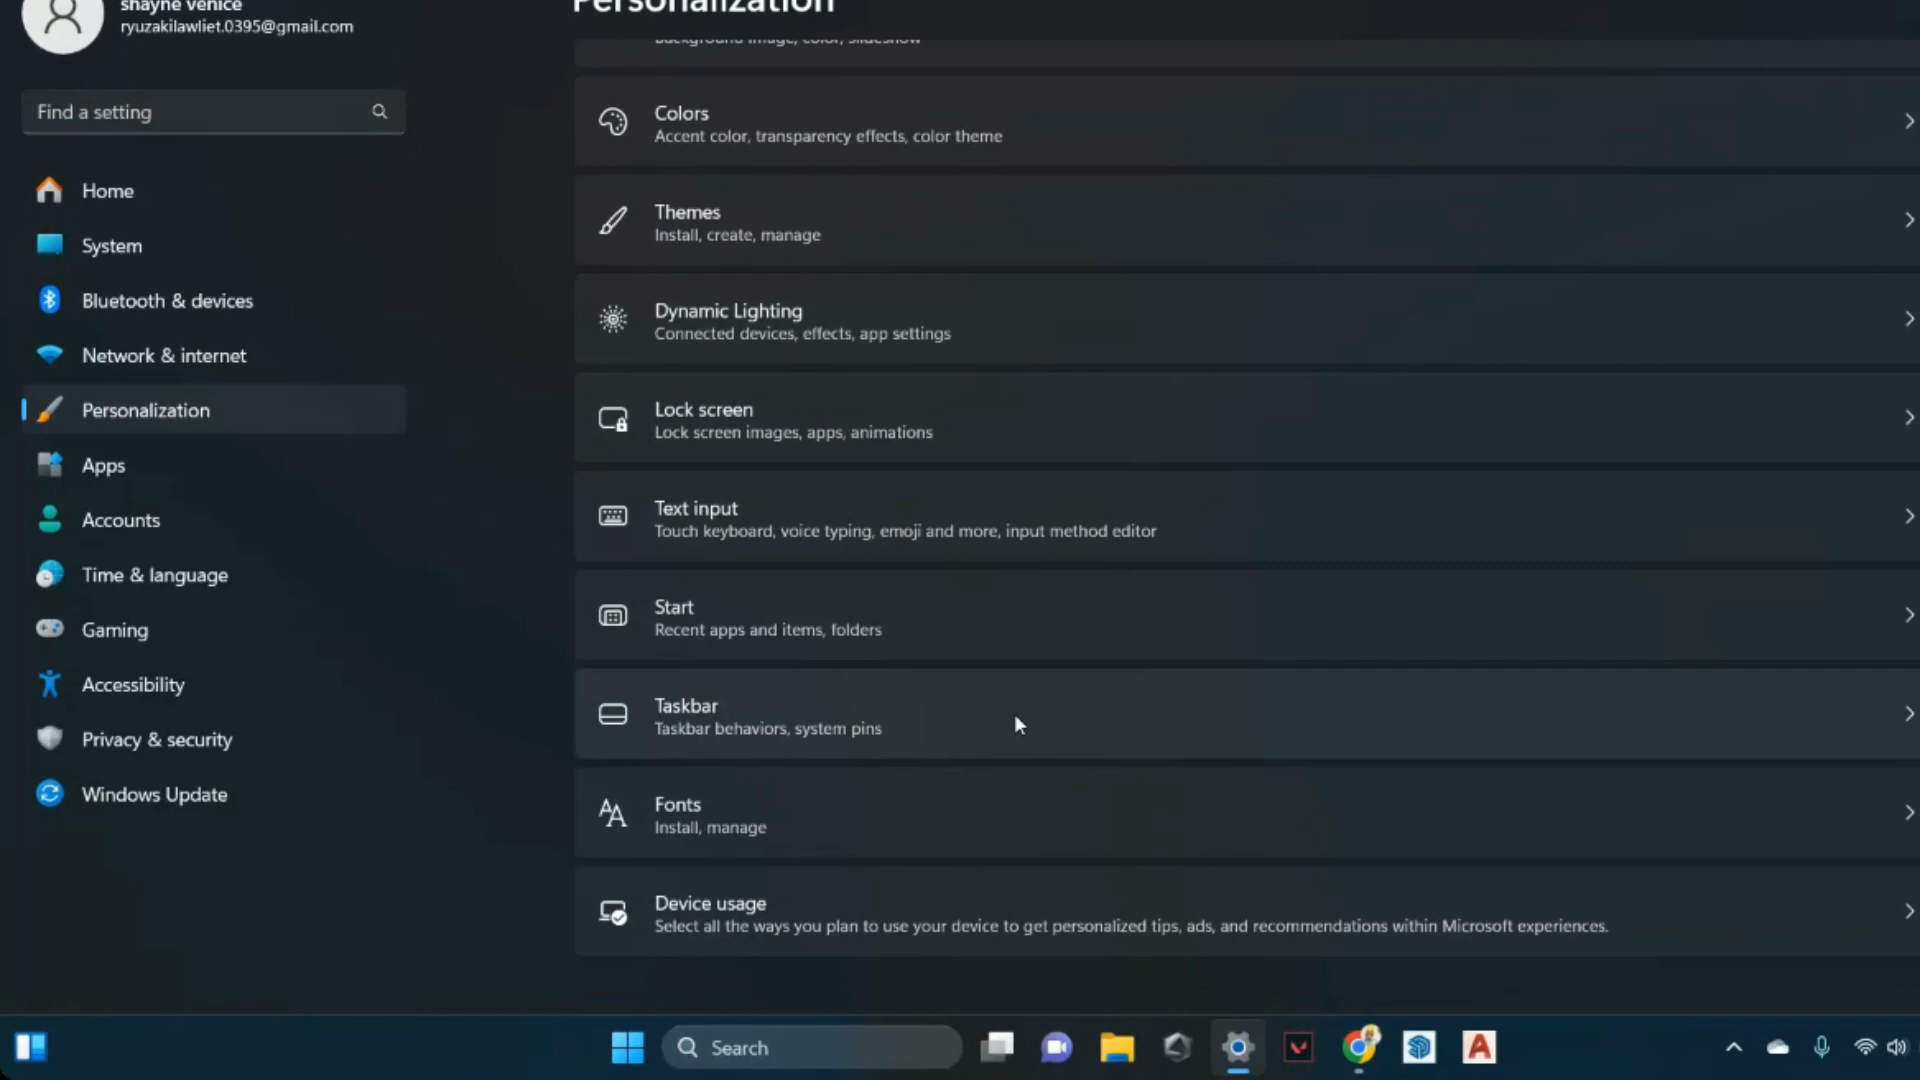 shayne venice
ryuzakilawliet.0395@gmail.com
Find a setting
Home
System
Bluetooth & devices
Network & internet
Personalization
Apps
Accounts
Time & language
Gaming
Accessibility
Privacy & security
Windows Update
Personalization
Background image, color, slideshow
Colors
Accent color, transparency effects, color theme
Themes
Install, create, manage
Dynamic Lighting
Connected devices, effects, app settings
Lock screen
Lock screen images, apps, animations
Text input
Touch keyboard, voice typing, emoji and more, input method editor
Start
Recent apps and items, folders
Taskbar
Taskbar behaviors, system pins
Fonts
Install, manage
Device usage
Select all the ways you plan to use your device to get personalized tips, ads, and recommendations within Microsoft experiences.
Search